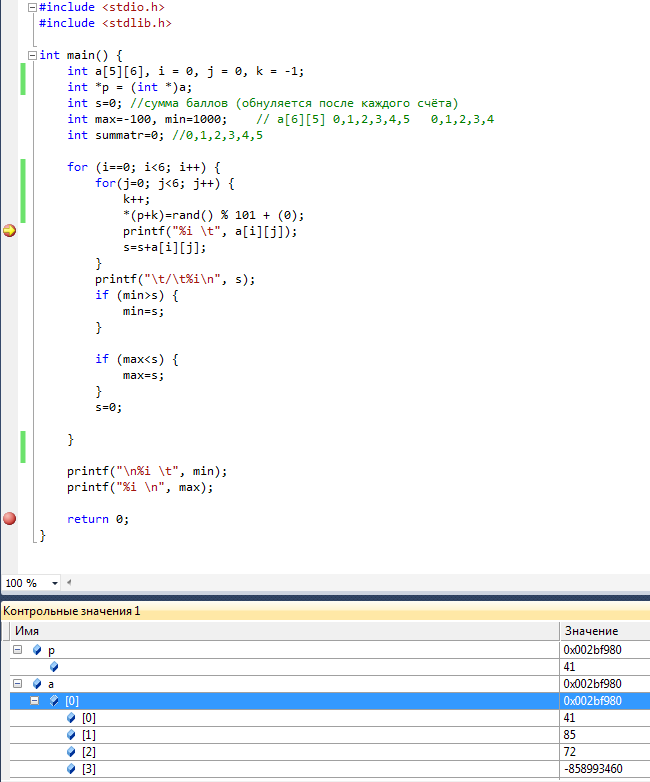 #include <stdio.h>
#include <stdlib.h>
int main() {
int a[5][6], i = 0, j = 0, k = -1;
int *p = (int *)a;
int s=0; //сумма баллов (обнуляется после каждого счёта)
int max=-100, min=1000;    // a[6][5] 0,1,2,3,4,5   0,1,2,3,4
int summatr=0; //0,1,2,3,4,5
for (i==0; i<6; i++) {
for(j=0; j<6; j++) {
k++;
*(p+k)=rand() % 101 + (0);
printf("%i \t", a[i][j]);
s=s+a[i][j];
}
printf("\t/\t%i\n", s);
if (min>s) {
min=s;
}
if (max<s) {
max=s;
}
s=0;
}
printf("\n%i \t", min);
printf("%i \n", max);
return 0;
}
100 %
Контрольные значения 1
Имя Значение
p 0x002bf980
41
a 0x002bf980
[0] 0x002bf980
[0] 41
[1] 85
[2] 72
[3] -858993460